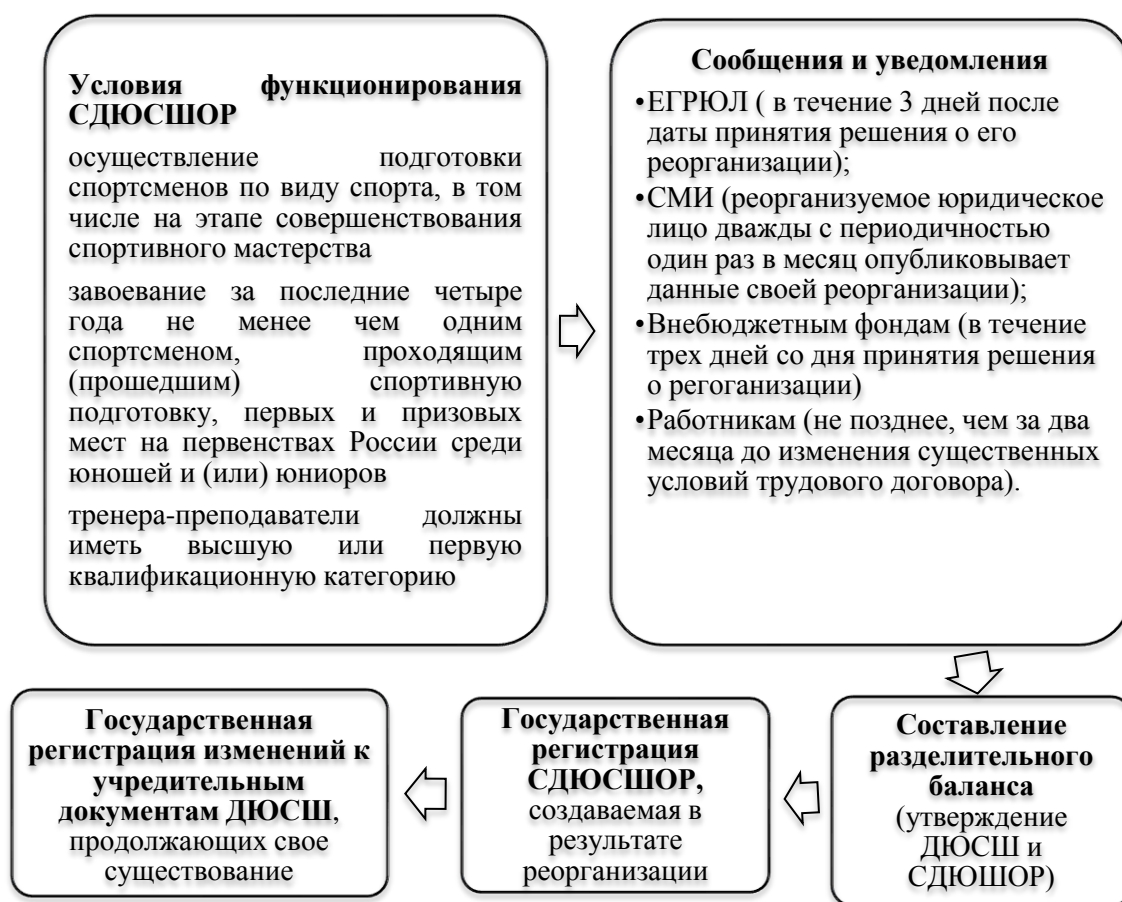 Условия функционирования
СДЮСШОР
осуществление подготовки
спортсменов по виду спорта, в том
числе на этапе совершенствования
спортивного мастерства
завоевание за последние четыре
года не менее чем одним
спортсменом, проходящим
(прошедшим) спортивную
подготовку, первых и призовых
мест на первенствах России среди
юношей и (или) юниоров
тренера-преподаватели должны
иметь высшую или первую
квалификационную категорию
Сообщения и уведомления
•ЕГРЮЛ ( в течение 3 дней после
даты принятия решения о его
реорганизации);
•СМИ (реорганизуемое юридическое
лицо дважды с периодичностью
один раз в месяц опубликовывает
данные своей реорганизации);
•Внебюджетным фондам (в течение
трех дней со дня принятия решения
о регоганизации)
•Работникам (не позднее, чем за два
месяца до изменения существенных
условий трудового договора).
Составление
разделительного
баланса
(утверждение
ДЮСШ и
СДЮШОР)
Государственная
регистрация
СДЮСШОР,
создаваемая в
результате
реорганизации
Государственная
регистрация изменений к
учредительным
документам ДЮСШ,
продолжающих свое
существование